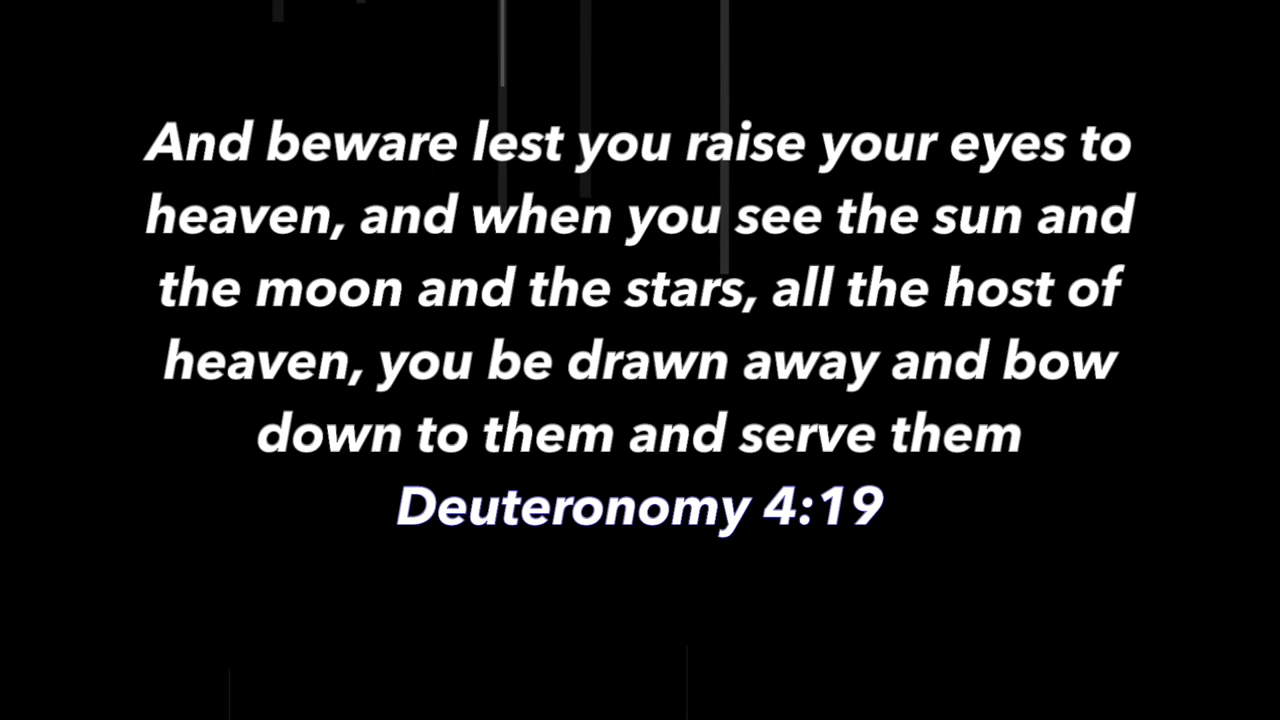 And beware lest you raise your eyes to
heaven, and when you see the sun and
the moon and the stars, all the host of
heaven, you be drawn away and bow
down to them and serve them
Deuteronomy 4:19